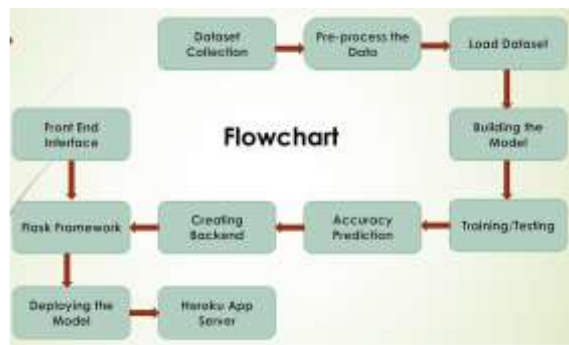 Dataset
Collection
Pre-process the
Data
Load Dataset
Front End
Interface
Flowchart
Building the
Model
Flask Framework
Creating
Backend
Accuracy
Prediction
Training/Testing
Deploying the
Model
Heroku App
Server